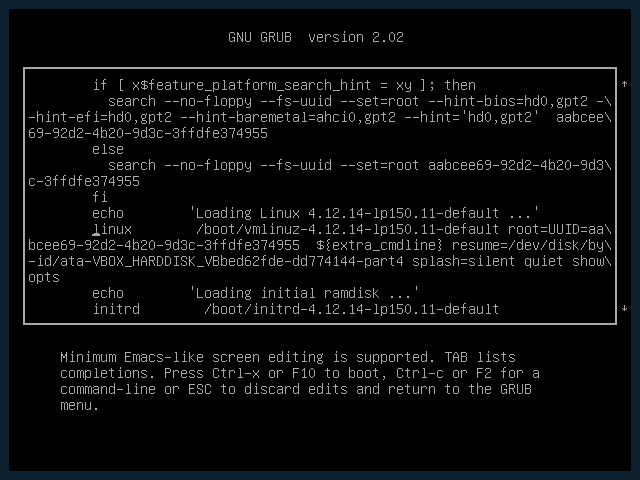 GNU GRUB  version 2.02
if [ x$feature_platform_search_hint = xy ]; then
search --no-floppy --fs-uuid --set=root --hint-bios=hd0,gpt2 -\
-hint-efi=hd0,gpt2 --hint-baremetal=ahci0,gpt2 --hint='hd0,gpt2'  aabcee\
69-92d2-4b20-9d3c-3ffdfe374955
else
search --no-floppy --fs-uuid --set=root aabcee69-92d2-4b20-9d3\
c-3ffdfe374955
fi
echo        'Loading Linux 4.12.14-lp150.11-default ...'
linux        /boot/vmlinuz-4.12.14-lp150.11-default root=UUID=aa\
bcee69-92d2-4b20-9d3c-3ffdfe374955  ${extra_cmdline} resume=/dev/disk/by\
-id/ata-VBOX_HARDDISK_VBbed62fde-dd774144-part4 splash=silent quiet show\
opts
echo        'Loading initial ramdisk ...'
initrd        /boot/initrd-4.12.14-lp150.11-default
Minimum Emacs-like screen editing is supported. TAB lists
completions. Press Ctrl-x or F10 to boot, Ctrl-c or F2 for a
command-line or ESC to discard edits and return to the GRUB
menu.